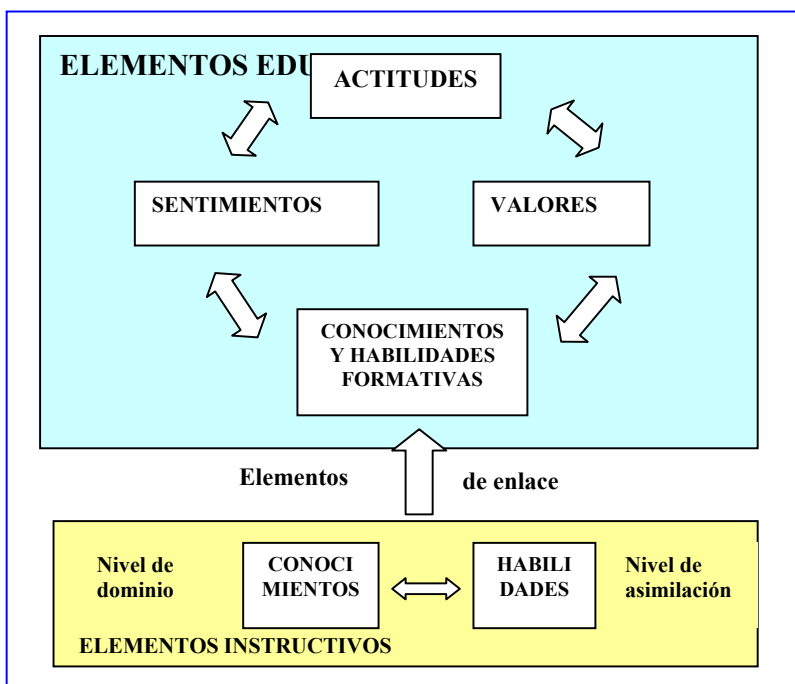 ELEMENTOS EDU
ACTITUDES
SENTIMIENTOS
VALORES
CONOCIMIENTOS
Y HABILIDADES
FORMATIVAS
Elementos de enlace
Nivel de
dominio
CONOCI
MIENTOS
HABILI
DADES
Nivel de
asimilación
ELEMENTOS INSTRUCTIVOS